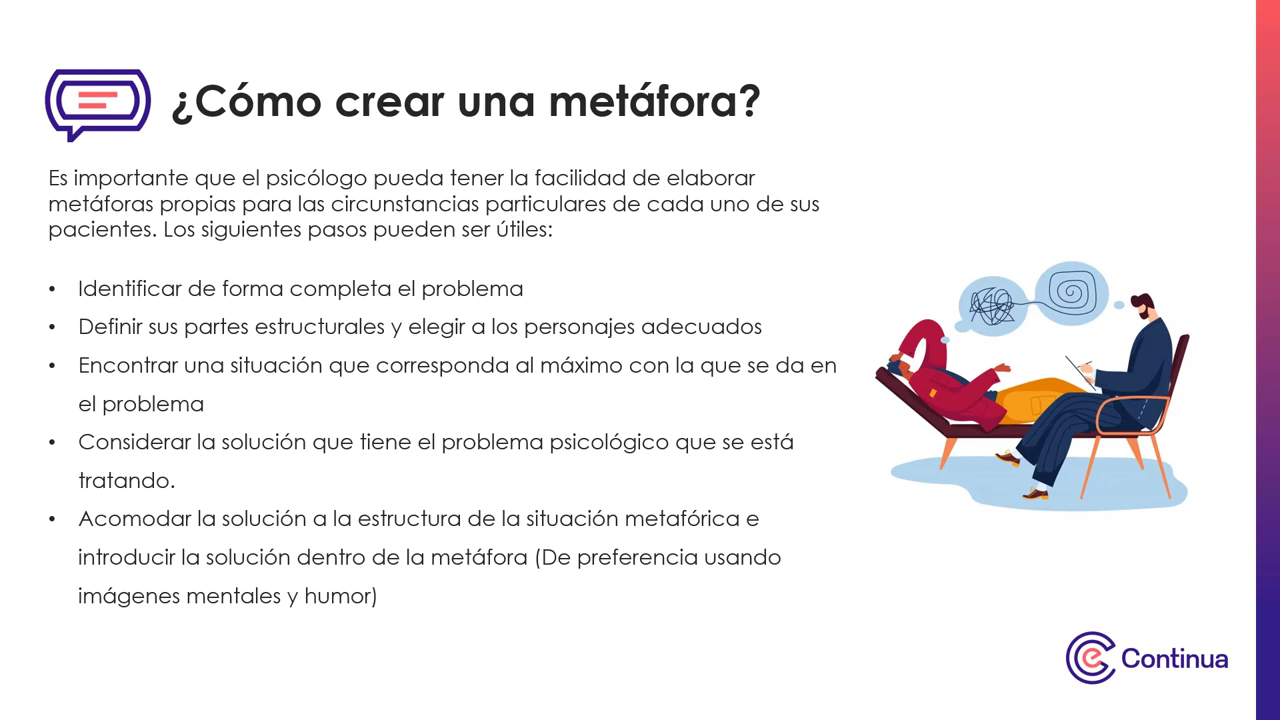 ¿Cómo crear una metáfora?
Es importante que el psicólogo pueda tener la facilidad de elaborar
metáforas propias para las circunstancias particulares de cada uno de sus
pacientes. Los siguientes pasos pueden ser útiles:
• Identificar de forma completa el problema
• Definir sus partes estructurales y elegir a los personajes adecuados
• Encontrar una situación que corresponda al máximo con la que se da en
el problema
• Considerar la solución que tiene el problema psicológico que se está
tratando.
• Acomodar la solución a la estructura de la situación metafórica e
introducir la solución dentro de la metáfora (De preferencia usando
imágenes mentales y humor)
Continua